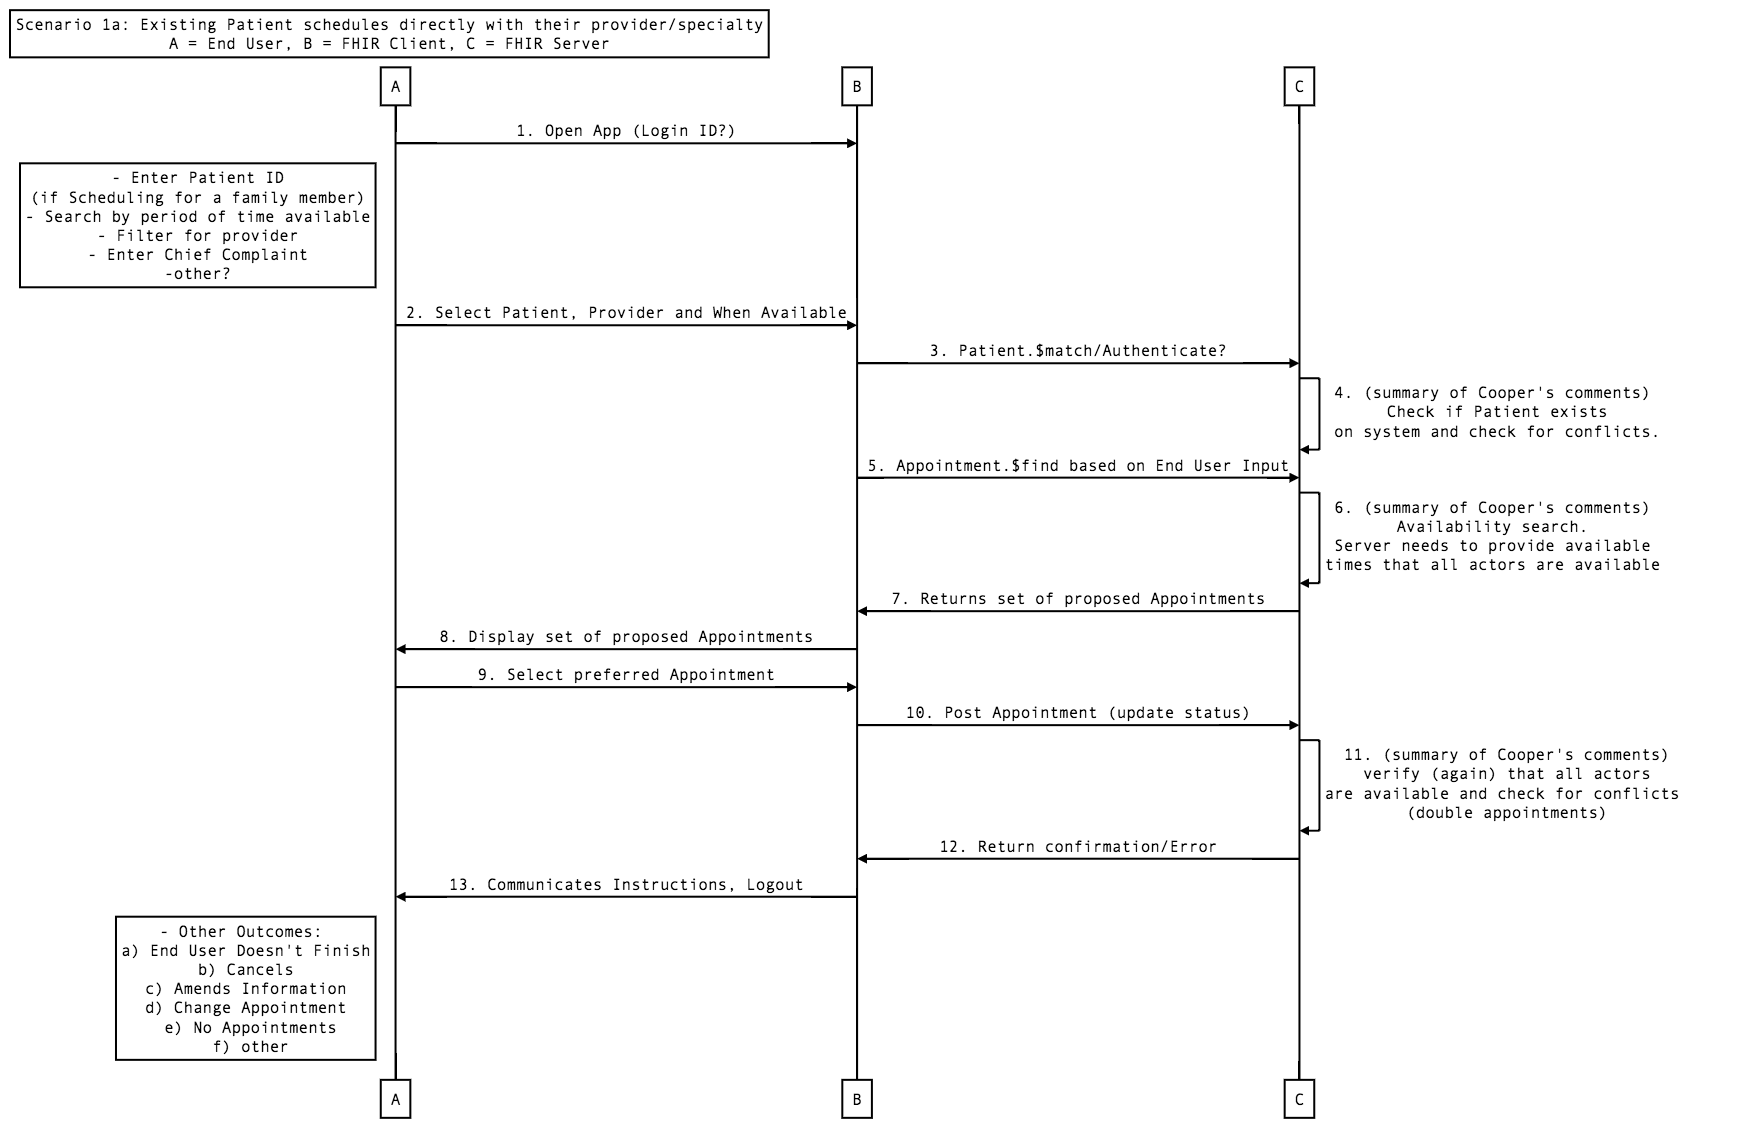 Scenario 1a: Existing Patient schedules directly with their provider/specialty
A = End User, B = FHIR Client, C = FHIR Server
A
B
C
1. Open App (Login ID?)
- Enter Patient ID
(if Scheduling for a family member)
- Search by period of time available
- Filter for provider
- Enter Chief Complaint
-other?
2. Select Patient, Provider and When Available
3. Patient.$match/Authenticate?
4. (summary of Cooper's comments)
Check if Patient exists
on system and check for conflicts.
5. Appointment.$find based on End User Input
6. (summary of Cooper's comments)
Availability search.
Server needs to provide available
times that all actors are available
7. Returns set of proposed Appointments
8. Display set of proposed Appointments
9. Select preferred Appointment
10. Post Appointment (update status)
11. (summary of Cooper's comments)
verify (again) that all actors
are available and check for conflicts
(double appointments)
12. Return confirmation/Error
13. Communicates Instructions, Logout
- Other Outcomes:
a) End User Doesn't Finish
b) Cancels
c) Amends Information
d) Change Appointment
e) No Appointments
f) other
A
B
C